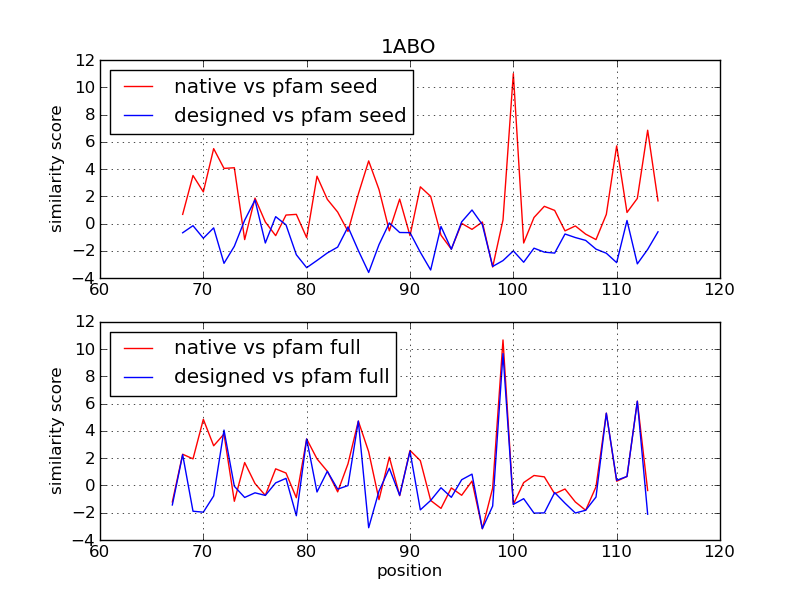 1ABO
12
10
8
6
4
2
0
−2
−4
similarity score
native vs pfam seed
designed vs pfam seed
60 70 80 90 100 110 120
12
10
8
6
4
2
0
−2
−4
similarity score
native vs pfam full
designed vs pfam full
60 70 80 90 100 110 120
position